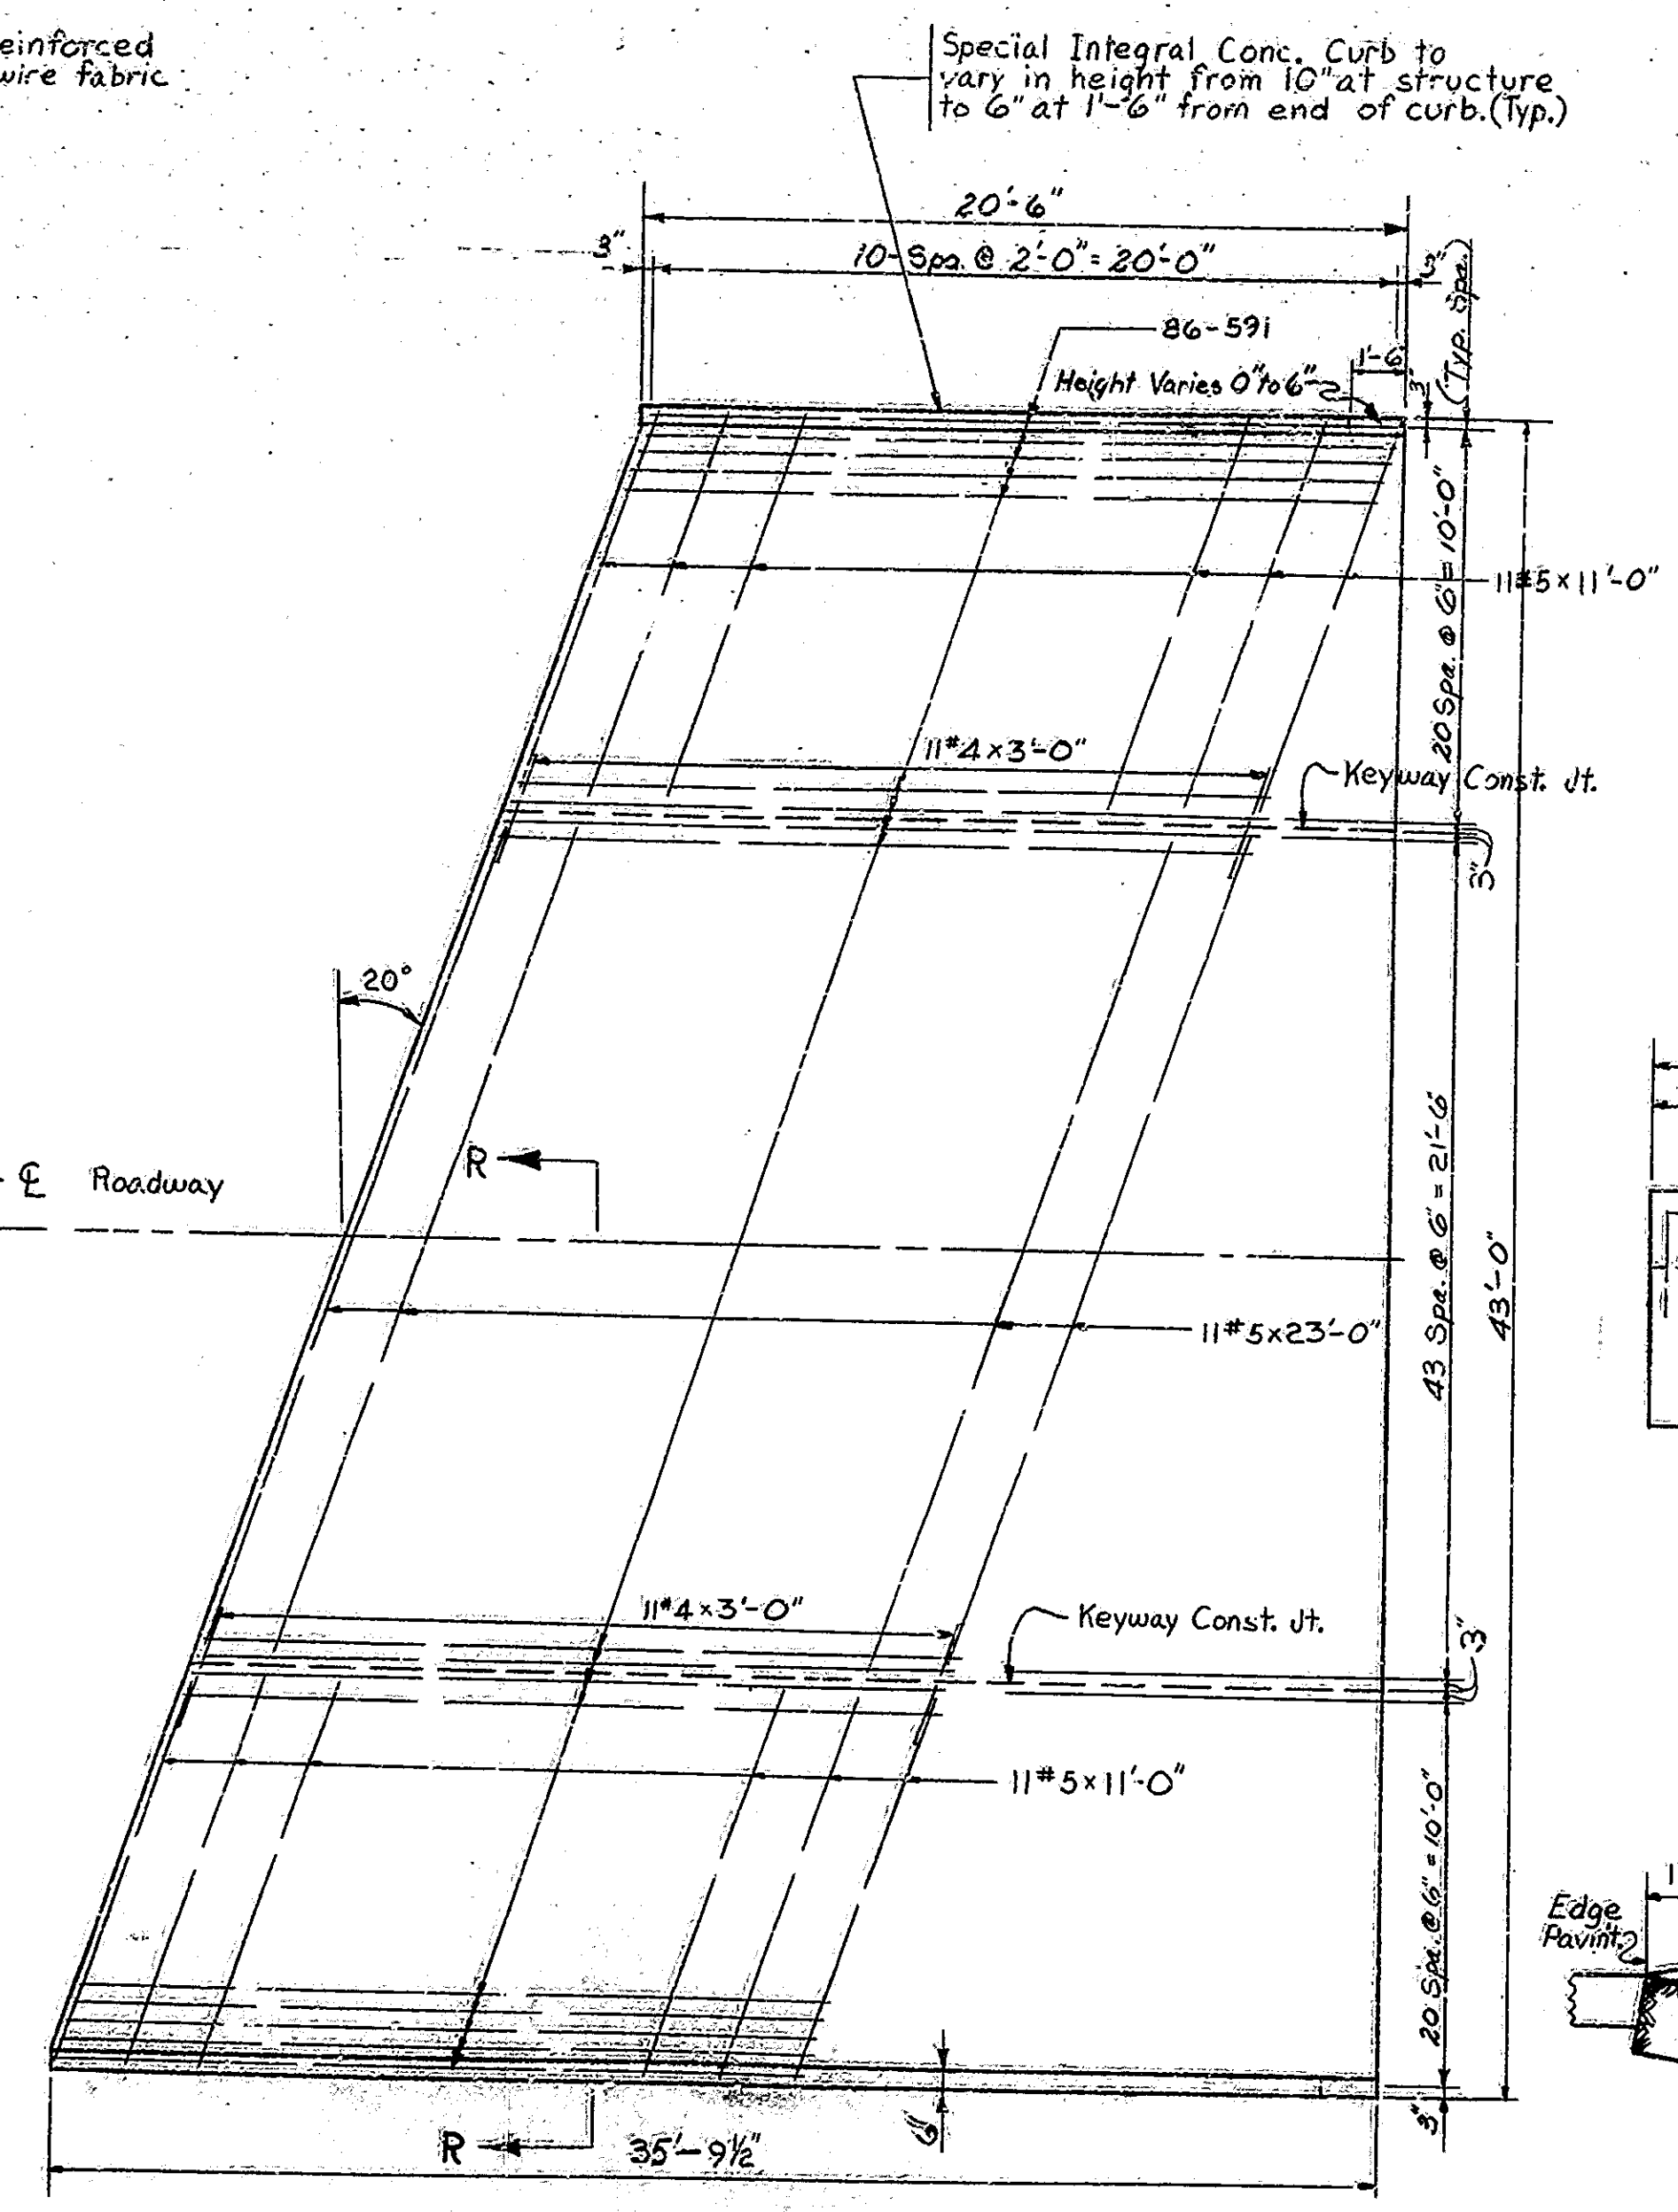 einforced
wire fabric
Special Integral Conc. Curb to
vary in height from 10" at structure
to 6" at 1'-6" from end of curb. (Typ.)
20'-6"
3"
10-Spa. @ 2'-0" = 20'-0"
3"
(Typ. Spa.)
86-591
1'-6"
Height Varies 0" to 6"
3"
11#5×11'-0"
20 Spa. @ 6" = 10'-0"
11#4×3'-0"
Keyway Const. Jt.
3"
20°
R
℄ Roadway
43 Spa. @ 6" = 21'-6"
43'-0"
11#5×23'-0"
11#4×3'-0"
Keyway Const. Jt.
3"
11#5×11'-0"
20 Spa. @ 6" = 10'-0"
Edge
Pavm't.
1
6"
3"
R
35'-9½"